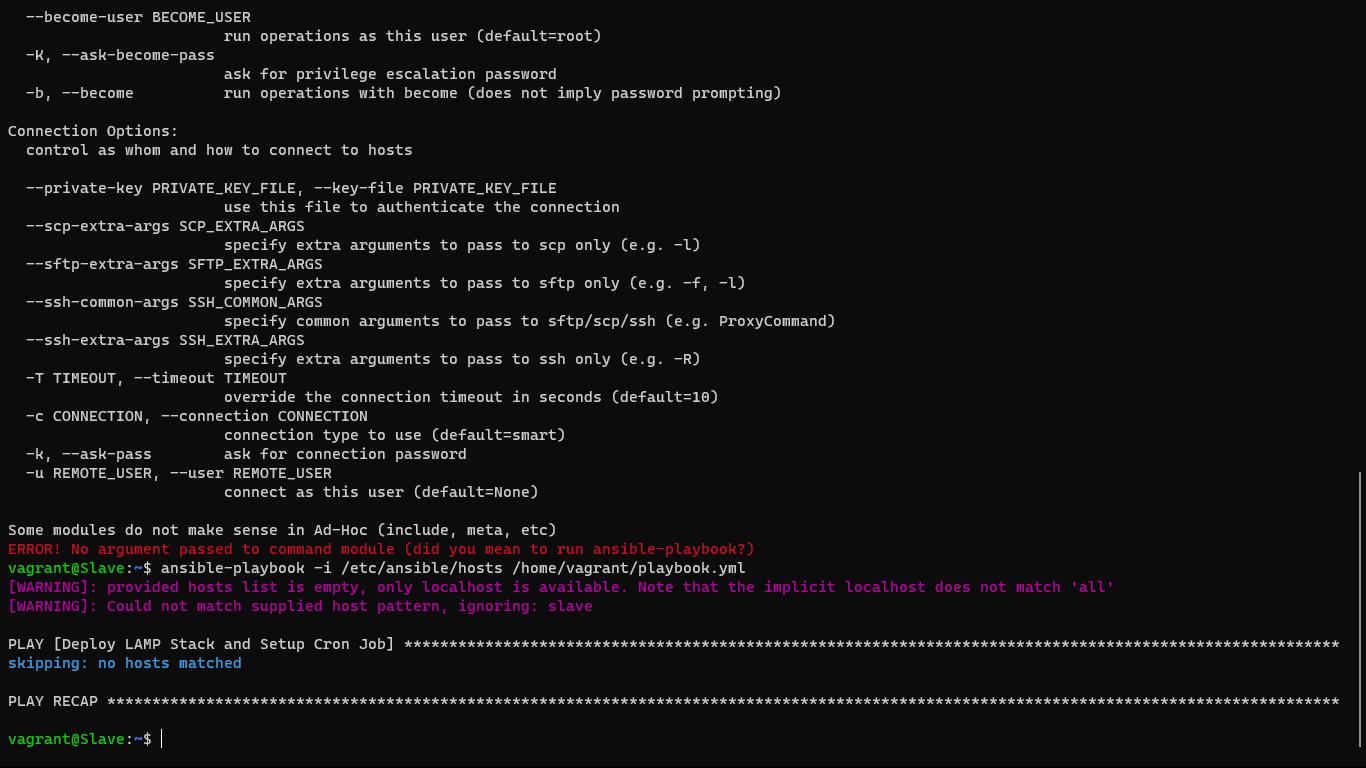 --become-user BECOME_USER
run operations as this user (default=root)
-K, --ask-become-pass
ask for privilege escalation password
-b, --become run operations with become (does not imply password prompting)
Connection Options:
control as whom and how to connect to hosts
--private-key PRIVATE_KEY_FILE, --key-file PRIVATE_KEY_FILE
use this file to authenticate the connection
--scp-extra-args SCP_EXTRA_ARGS
specify extra arguments to pass to scp only (e.g. -l)
--sftp-extra-args SFTP_EXTRA_ARGS
specify extra arguments to pass to sftp only (e.g. -f, -l)
--ssh-common-args SSH_COMMON_ARGS
specify common arguments to pass to sftp/scp/ssh (e.g. ProxyCommand)
--ssh-extra-args SSH_EXTRA_ARGS
specify extra arguments to pass to ssh only (e.g. -R)
-T TIMEOUT, --timeout TIMEOUT
override the connection timeout in seconds (default=10)
-c CONNECTION, --connection CONNECTION
connection type to use (default=smart)
-k, --ask-pass ask for connection password
-u REMOTE_USER, --user REMOTE_USER
connect as this user (default=None)
Some modules do not make sense in Ad-Hoc (include, meta, etc)
ERROR! No argument passed to command module (did you mean to run ansible-playbook?)
vagrant@Slave:~$ ansible-playbook -i /etc/ansible/hosts /home/vagrant/playbook.yml
[WARNING]: provided hosts list is empty, only localhost is available. Note that the implicit localhost does not match 'all'
[WARNING]: Could not match supplied host pattern, ignoring: slave
PLAY [Deploy LAMP Stack and Setup Cron Job] ********************************************************************************************************
skipping: no hosts matched
PLAY RECAP *****************************************************************************************************************************************
vagrant@Slave:~$